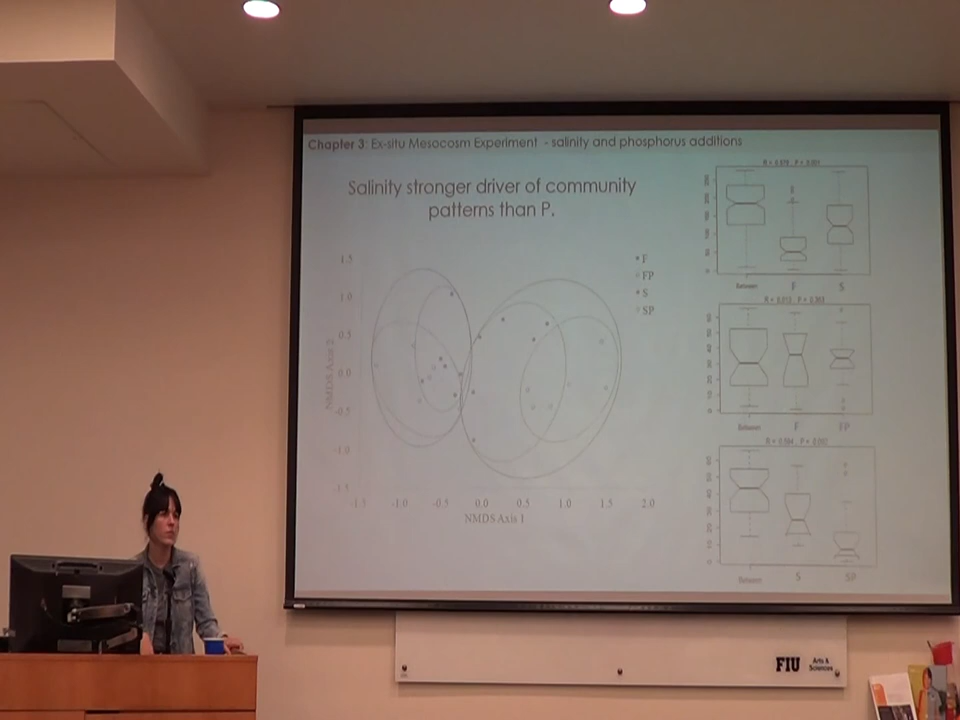 Chapter 3: Ex-situ Mesocosm Experiment - salinity and phosphorus additions
Salinity stronger driver of community
patterns than P.
F
FP
S
SP
1.5
1.0
0.5
0.0
-0.5
-1.0
-1.5
NMDS Axis 2
-1.5 -1.0 -0.5 0.0 0.5 1.0 1.5 2.0
NMDS Axis 1
Between F S
Between F FP
Between S SP
FIU Arts & Sciences